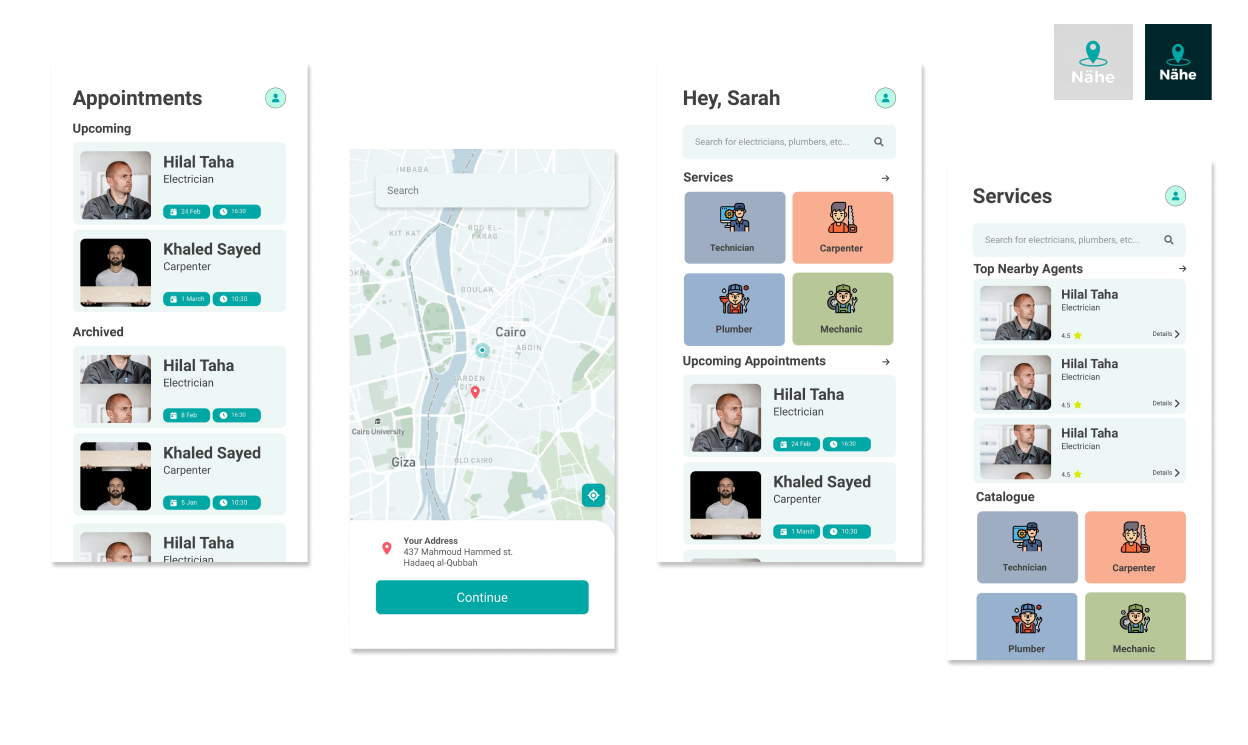 Appointments
Upcoming
Hilal Taha
Electrician
24 Feb
16:30
Khaled Sayed
Carpenter
1 March
10:30
Archived
Hilal Taha
Electrician
8 Feb
16:30
Khaled Sayed
Carpenter
5 Jan
10:30
Hilal Taha
Electrician
IMBABA
Search
KIT KAT
ROD EL-
FARAG
AB
BOULAK
Cairo
ABDIN
GARDEN
Cairo University
Giza
OLD CAIRO
Your Address
437 Mahmoud Hammed st.
Hadaeq al-Qubbah
Continue
Hey, Sarah
Search for electricians, plumbers, etc...
Services
Technician
Carpenter
Plumber
Mechanic
Upcoming Appointments
Hilal Taha
Electrician
24 Feb
16:30
Khaled Sayed
Carpenter
1 March
10:30
Nähe
Nähe
Services
Search for electricians, plumbers, etc...
Top Nearby Agents
Hilal Taha
Electrician
4.5
Details
Hilal Taha
Electrician
4.5
Details
Hilal Taha
Electrician
4.5
Details
Catalogue
Technician
Carpenter
Plumber
Mechanic